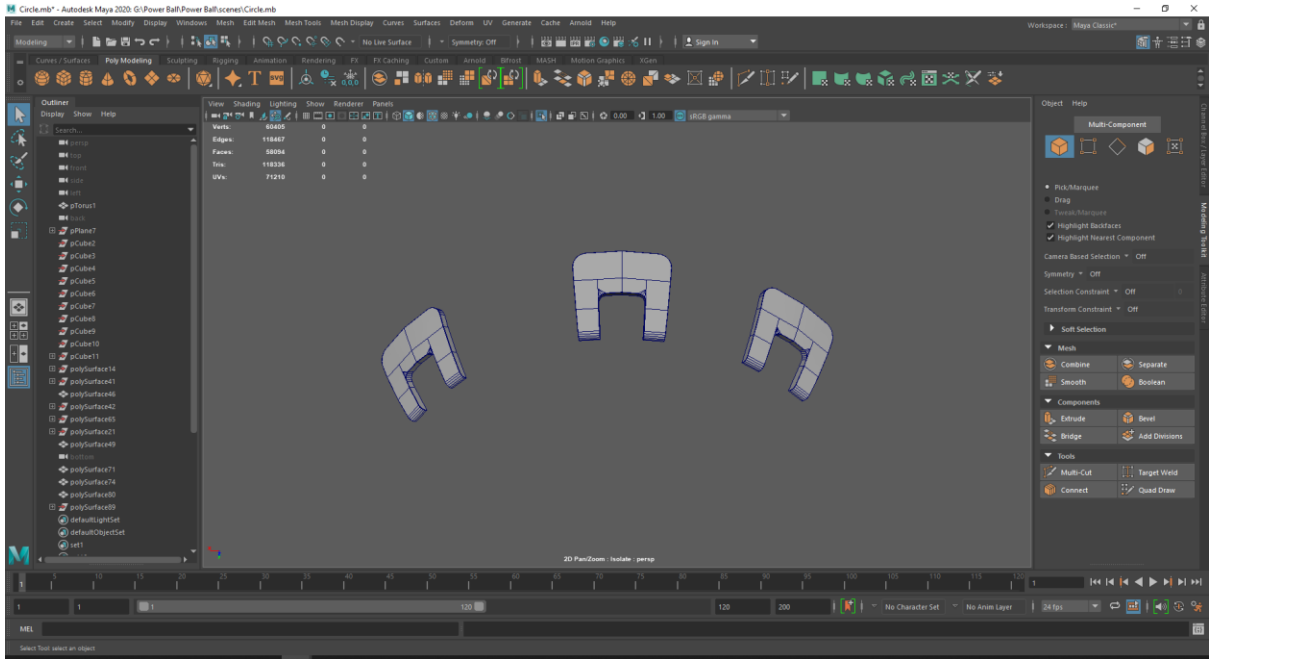 Circle.mb* - Autodesk Maya 2020: G:\Power Ball\Power Ball\scenes\Circle.mb
File Edit Create Select Modify Display Windows Mesh Edit Mesh Mesh Tools Mesh Display Curves Surfaces Deform UV Generate Cache Arnold Help
Workspace : Maya Classic*
Modeling
No Live Surface
Symmetry: Off
Sign In
Curves / Surfaces Poly Modeling Sculpting Rigging Animation Rendering FX FX Caching Custom Arnold Bifrost MASH Motion Graphics XGen
Outliner
Display Show Help
Search...
persp
top
front
side
left
pTorus1
back
pPlane7
pCube2
pCube3
pCube4
pCube5
pCube6
pCube7
pCube8
pCube9
pCube10
pCube11
polySurface14
polySurface41
polySurface46
polySurface42
polySurface65
polySurface21
polySurface49
bottom
polySurface71
polySurface74
polySurface80
polySurface89
defaultLightSet
defaultObjectSet
set1
View Shading Lighting Show Renderer Panels
0.00 1.00 sRGB gamma
Verts: 60405 0 0
Edges: 118467 0 0
Faces: 58094 0 0
Tris: 118336 0 0
UVs: 71210 0 0
2D Pan/Zoom : Isolate : persp
Object Help
Multi-Component
Pick/Marquee
Drag
Tweak/Marquee
Highlight Backfaces
Highlight Nearest Component
Camera Based Selection Off
Symmetry Off
Selection Constraint Off 0
Transform Constraint Off
Soft Selection
Mesh
Combine Separate
Smooth Boolean
Components
Extrude Bevel
Bridge Add Divisions
Tools
Multi-Cut Target Weld
Connect Quad Draw
Channel Box / Layer Editor
Modeling Toolkit
Attribute Editor
1 5 10 15 20 25 30 35 40 45 50 55 60 65 70 75 80 85 90 95 100 105 110 115 120 1
1 1 1 120 120 200 No Character Set No Anim Layer 24 fps
MEL
Select Tool: select an object